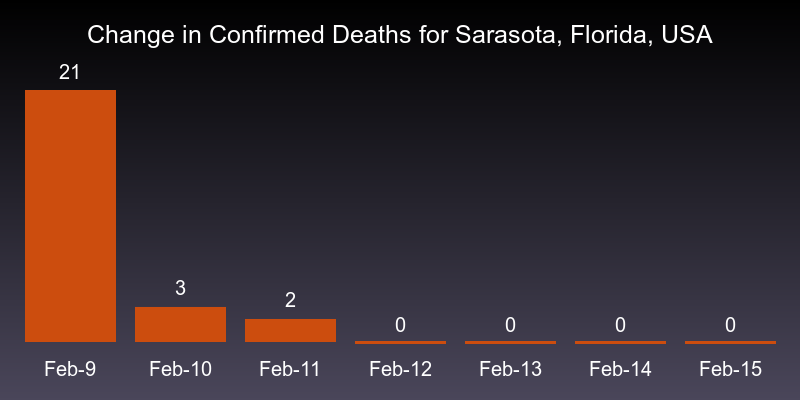 Change in Confirmed Deaths for Sarasota, Florida, USA
21
3
2
0
0
0
0
Feb-9
Feb-10
Feb-11
Feb-12
Feb-13
Feb-14
Feb-15